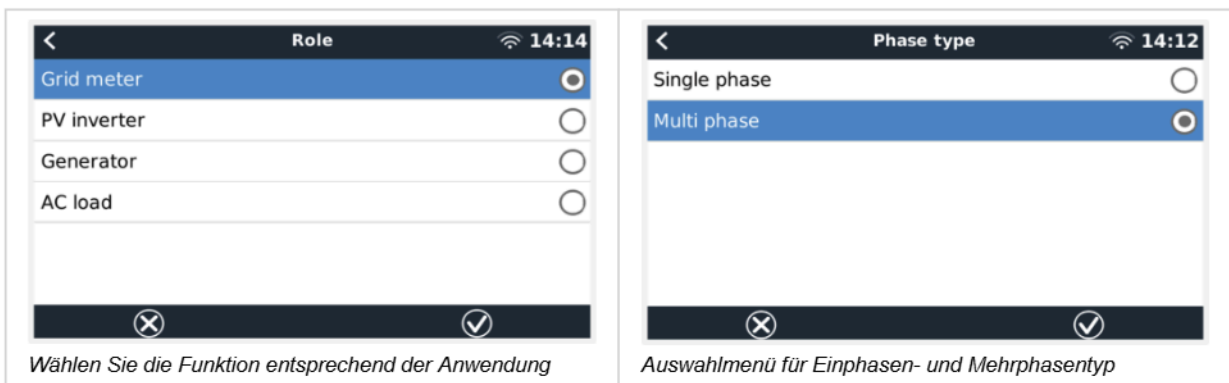 Role 14:14
Grid meter
PV inverter
Generator
AC load
Wählen Sie die Funktion entsprechend der Anwendung
Phase type 14:12
Single phase
Multi phase
Auswahlmenü für Einphasen- und Mehrphasentyp